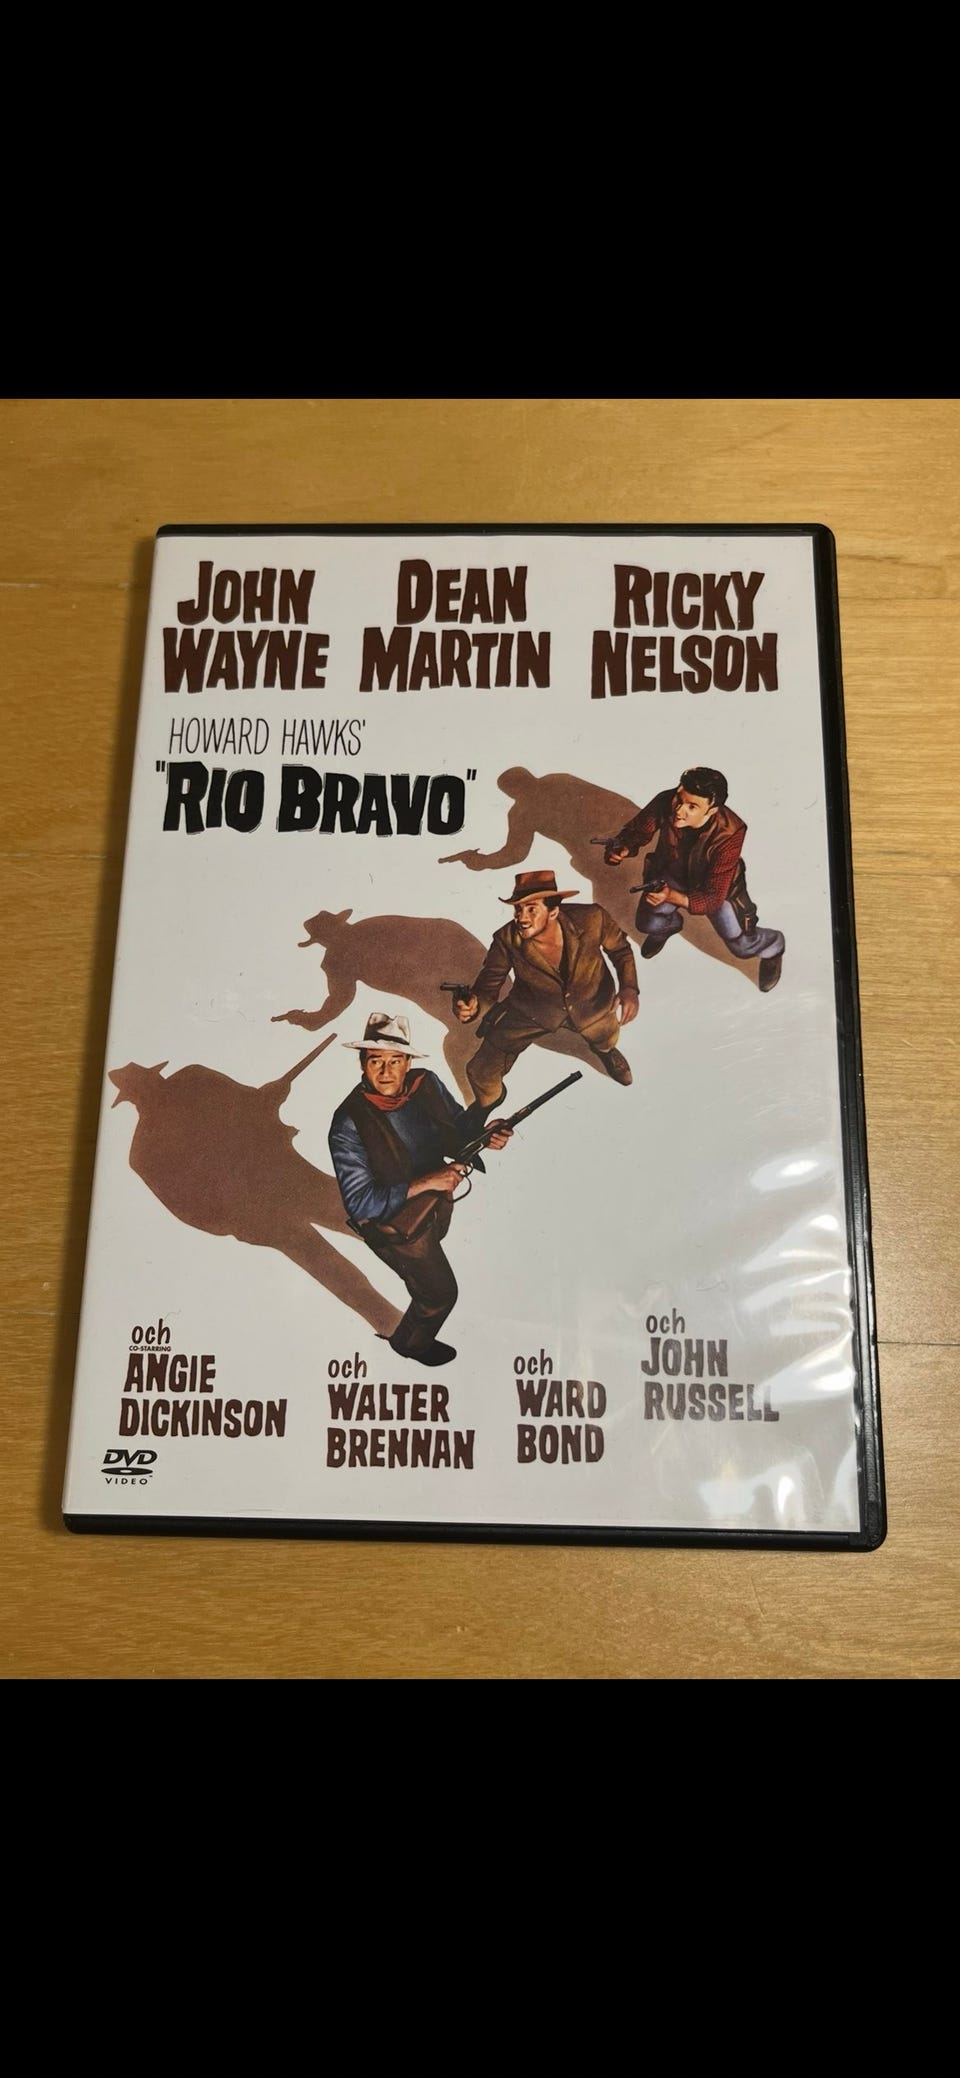 JOHN WAYNE
DEAN MARTIN
RICKY NELSON
HOWARD HAWKS'
"RIO BRAVO"
och
CO-STARRING
ANGIE
DICKINSON
och
WALTER
BRENNAN
och
WARD
BOND
och
JOHN
RUSSELL
DVD
VIDEO